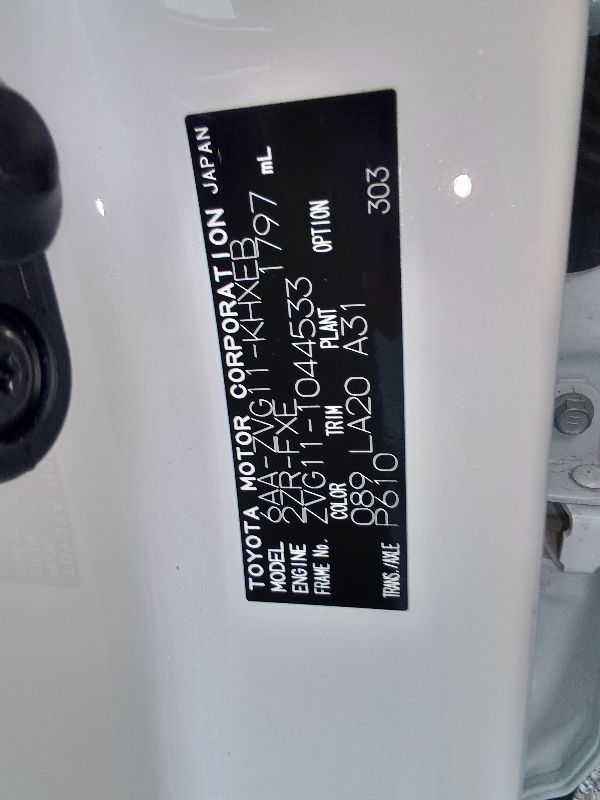 TOYOTA MOTOR CORPORATION JAPAN
MODEL 6AA-ZVG11-KHXEB
ENGINE 2ZR-FXE 1797 mL
FRAME No. ZVG11-1044533
COLOR TRIM PLANT OPTION
089 LA20 A31
TRANS./AXLE P610 303